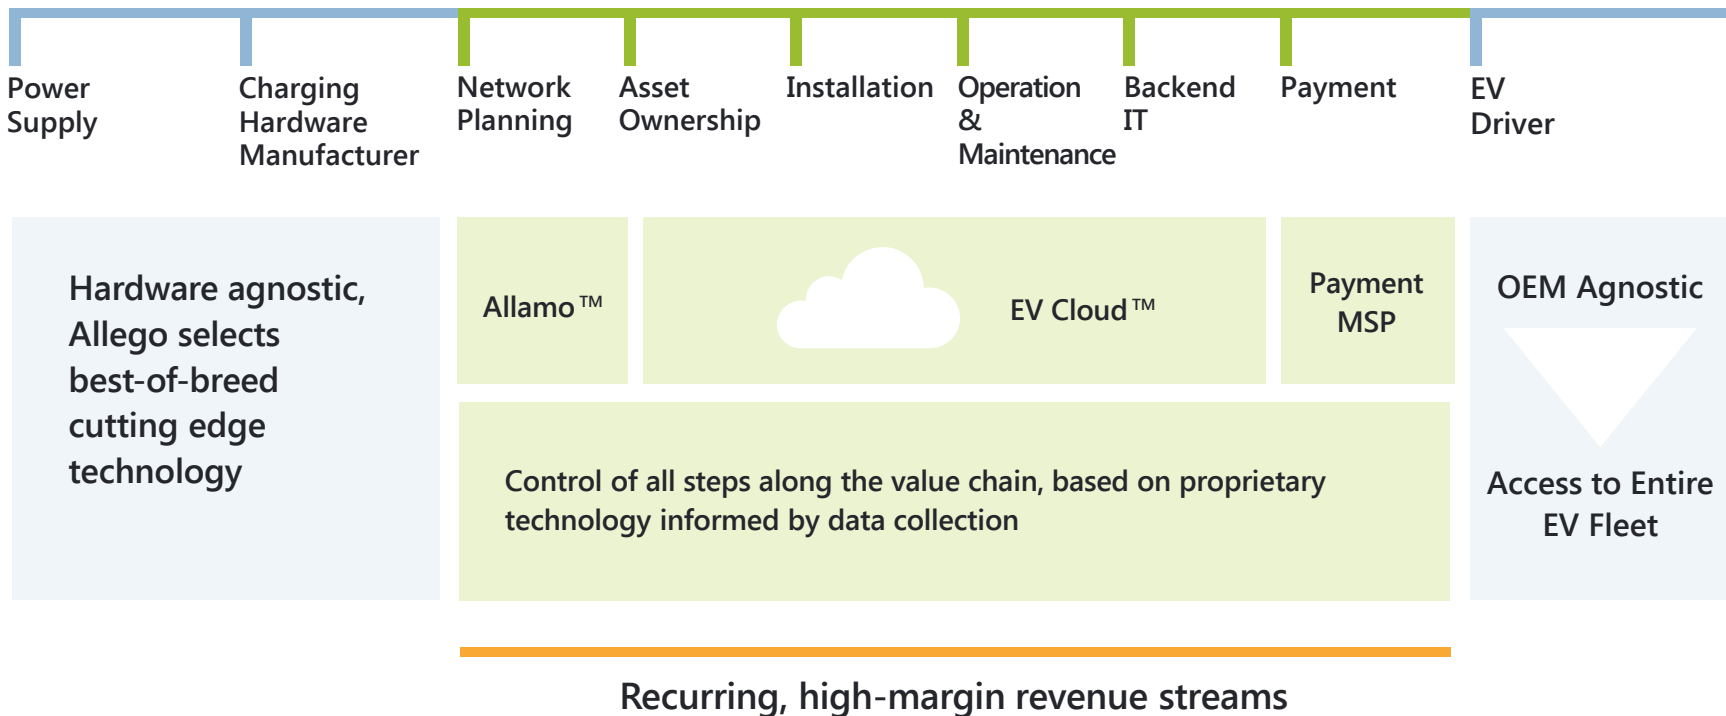 Power
Supply
Charging
Hardware
Manufacturer
Network
Planning
Asset
Ownership
Installation
Operation
&
Maintenance
Backend
IT
Payment
EV
Driver
Hardware agnostic,
Allego selects
best-of-breed
cutting edge
technology
Allamo™
EV Cloud™
Payment
MSP
OEM Agnostic
Access to Entire
EV Fleet
Control of all steps along the value chain, based on proprietary
technology informed by data collection
Recurring, high-margin revenue streams